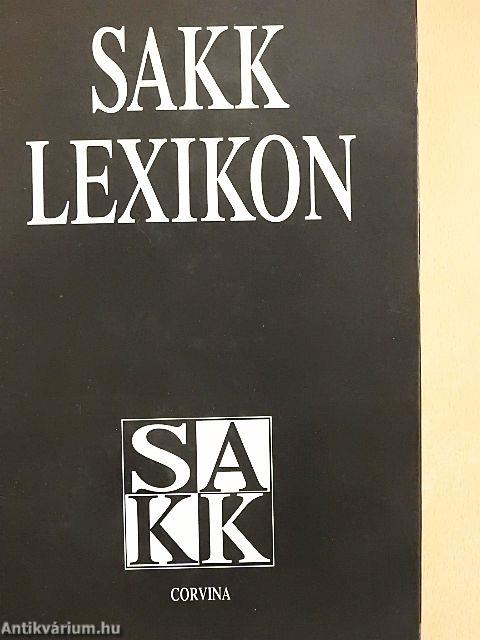 SAKK
LEXIKON
SA
KK
CORVINA
Antikvárium.hu